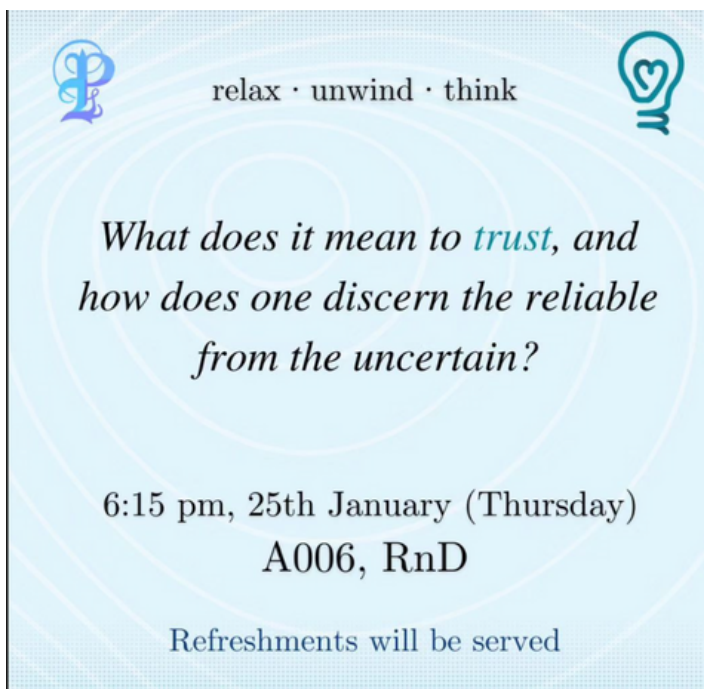 relax · unwind · think
What does it mean to trust, and
how does one discern the reliable
from the uncertain?
6:15 pm, 25th January (Thursday)
A006, RnD
Refreshments will be served